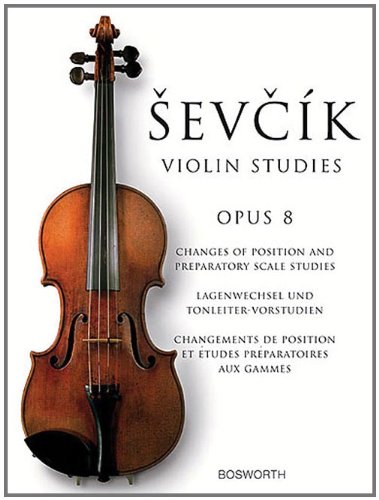 ŠEVČÍK
VIOLIN STUDIES
OPUS 8
CHANGES OF POSITION AND
PREPARATORY SCALE STUDIES
LAGENWECHSEL UND
TONLEITER-VORSTUDIEN
CHANGEMENTS DE POSITION
ET ÉTUDES PRÉPARATOIRES
AUX GAMMES
BOSWORTH